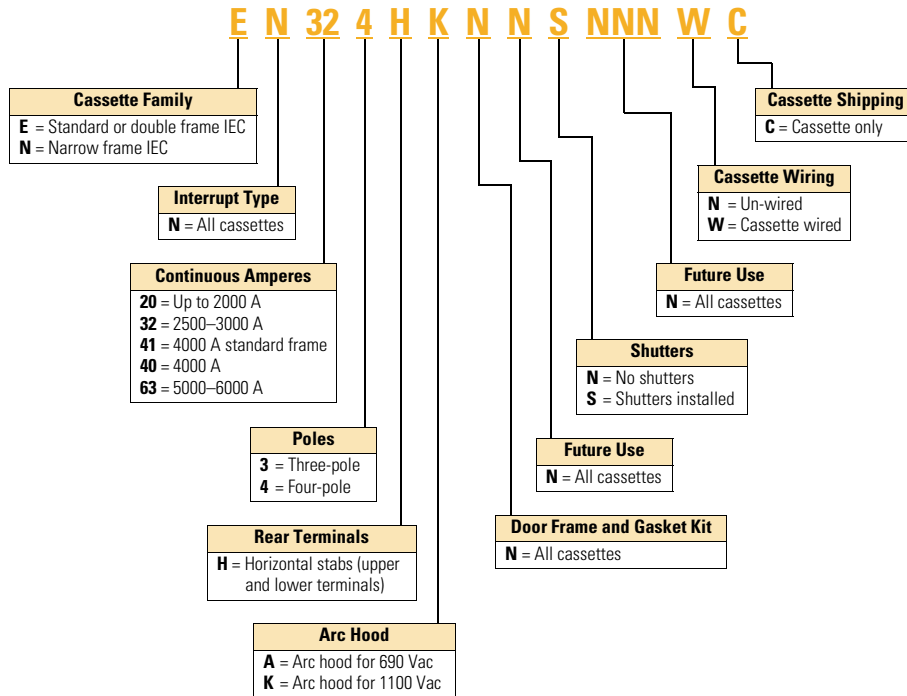 E N 32 4 H K N N S NNN W C
Cassette Family
E = Standard or double frame IEC
N = Narrow frame IEC
Cassette Shipping
C = Cassette only
Interrupt Type
N = All cassettes
Cassette Wiring
N = Un-wired
W = Cassette wired
Continuous Amperes
20 = Up to 2000 A
32 = 2500–3000 A
41 = 4000 A standard frame
40 = 4000 A
63 = 5000–6000 A
Future Use
N = All cassettes
Shutters
N = No shutters
S = Shutters installed
Poles
3 = Three-pole
4 = Four-pole
Future Use
N = All cassettes
Door Frame and Gasket Kit
N = All cassettes
Rear Terminals
H = Horizontal stabs (upper
and lower terminals)
Arc Hood
A = Arc hood for 690 Vac
K = Arc hood for 1100 Vac